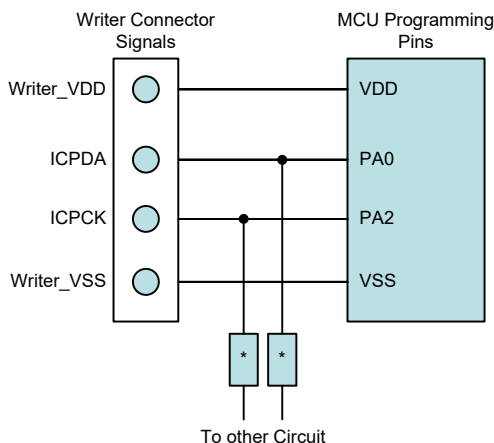 Writer Connector
Signals
MCU Programming
Pins
Writer_VDD
VDD
ICPDA
PA0
ICPCK
PA2
Writer_VSS
VSS
* *
To other Circuit